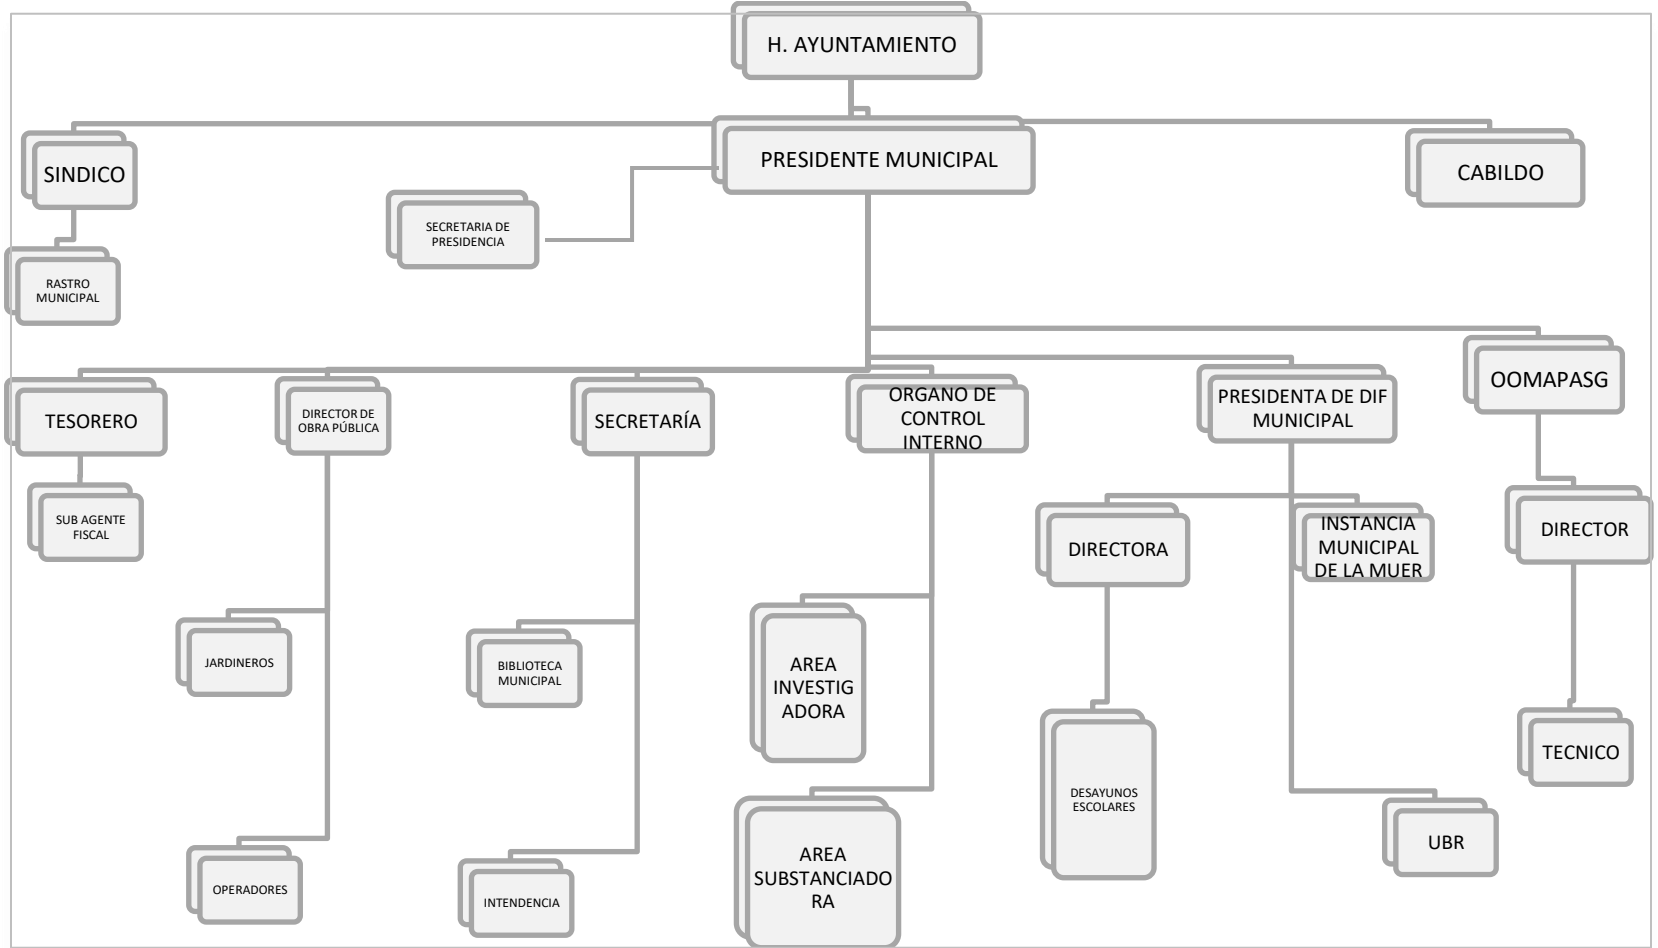 H. AYUNTAMIENTO
PRESIDENTE MUNICIPAL
SINDICO
CABILDO
SECRETARIA DE
PRESIDENCIA
RASTRO
MUNICIPAL
TESORERO
DIRECTOR DE
OBRA PÚBLICA
SECRETARÍA
ORGANO DE
CONTROL
INTERNO
PRESIDENTA DE DIF
MUNICIPAL
OOMAPASG
SUB AGENTE
FISCAL
DIRECTORA
INSTANCIA
MUNICIPAL
DE LA MUER
DIRECTOR
JARDINEROS
BIBLIOTECA
MUNICIPAL
AREA
INVESTIG
ADORA
DESAYUNOS
ESCOLARES
TECNICO
OPERADORES
INTENDENCIA
AREA
SUBSTANCIADO
RA
UBR